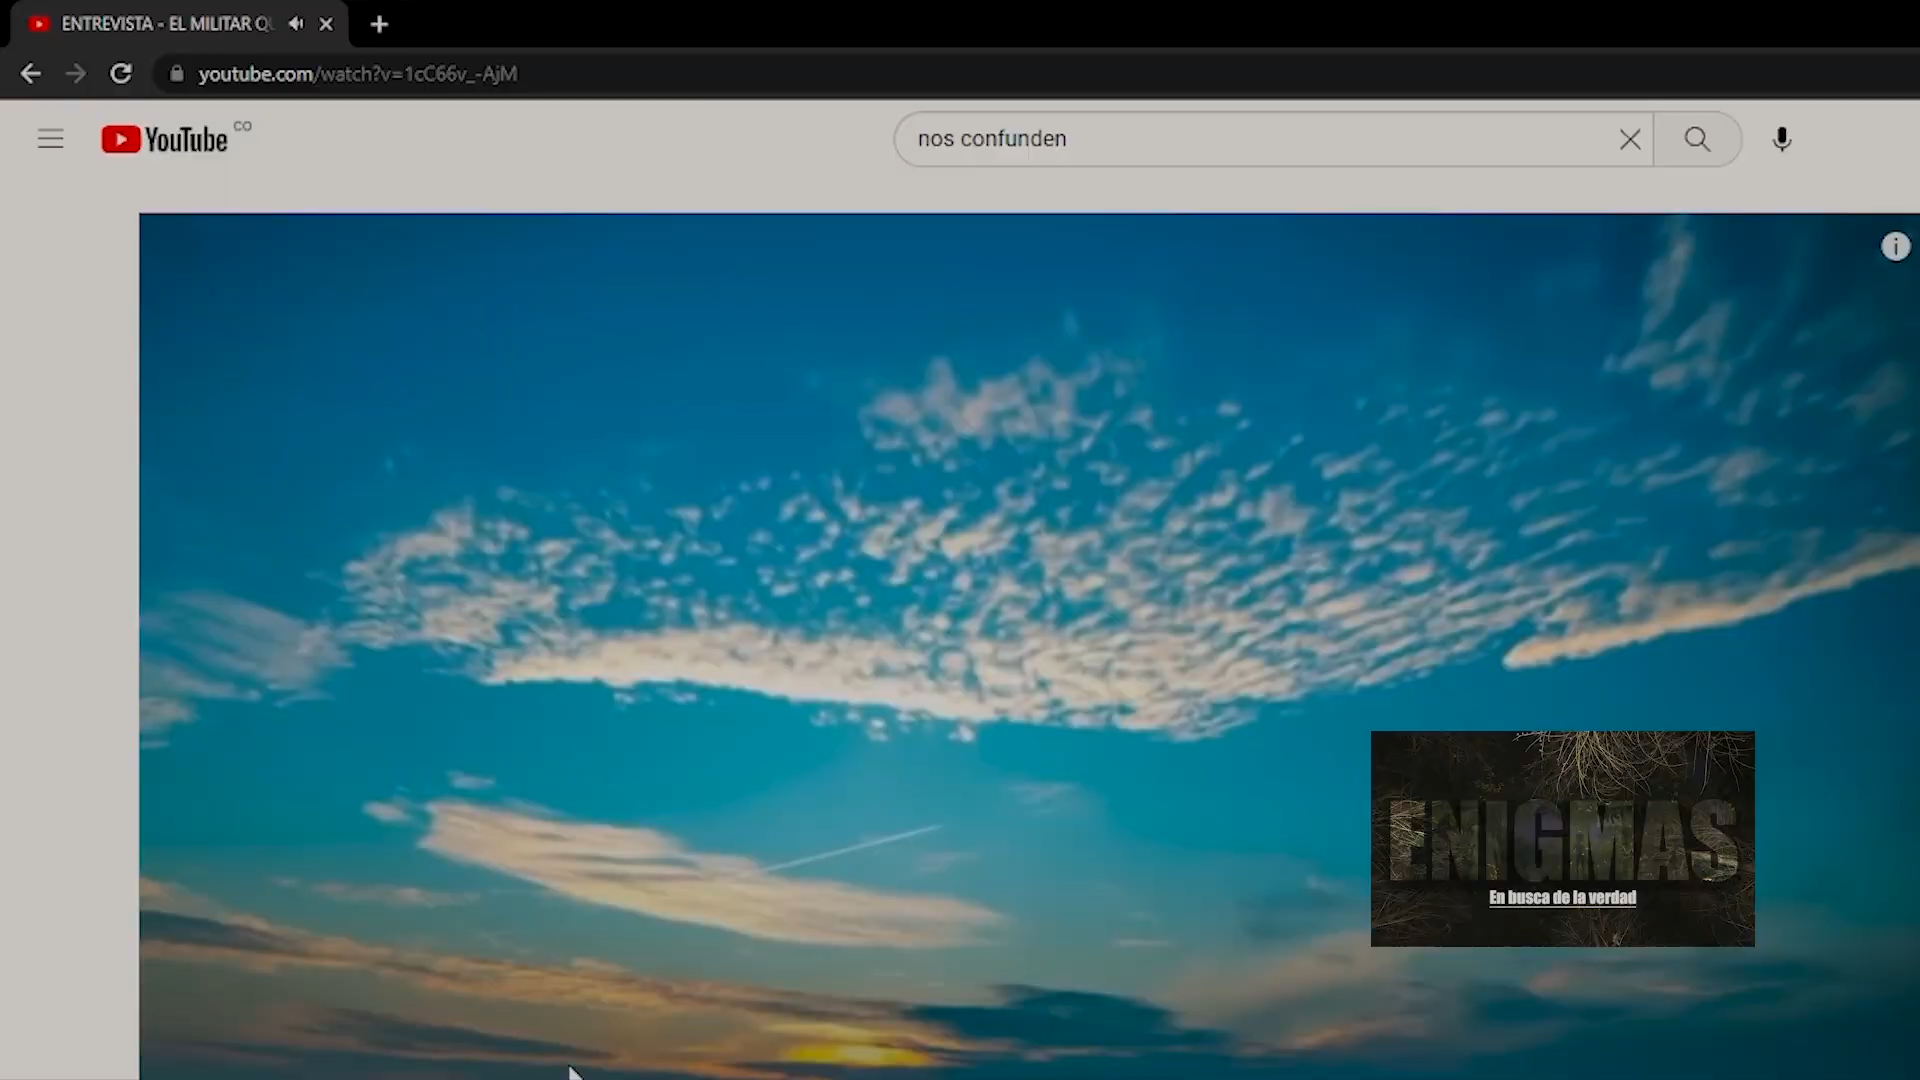 ENTREVISTA - EL MILITAR
youtube.com/watch?v=1cC66v_-AjM
YouTube CO
nos confunden
ENIGMAS
En busca de la verdad